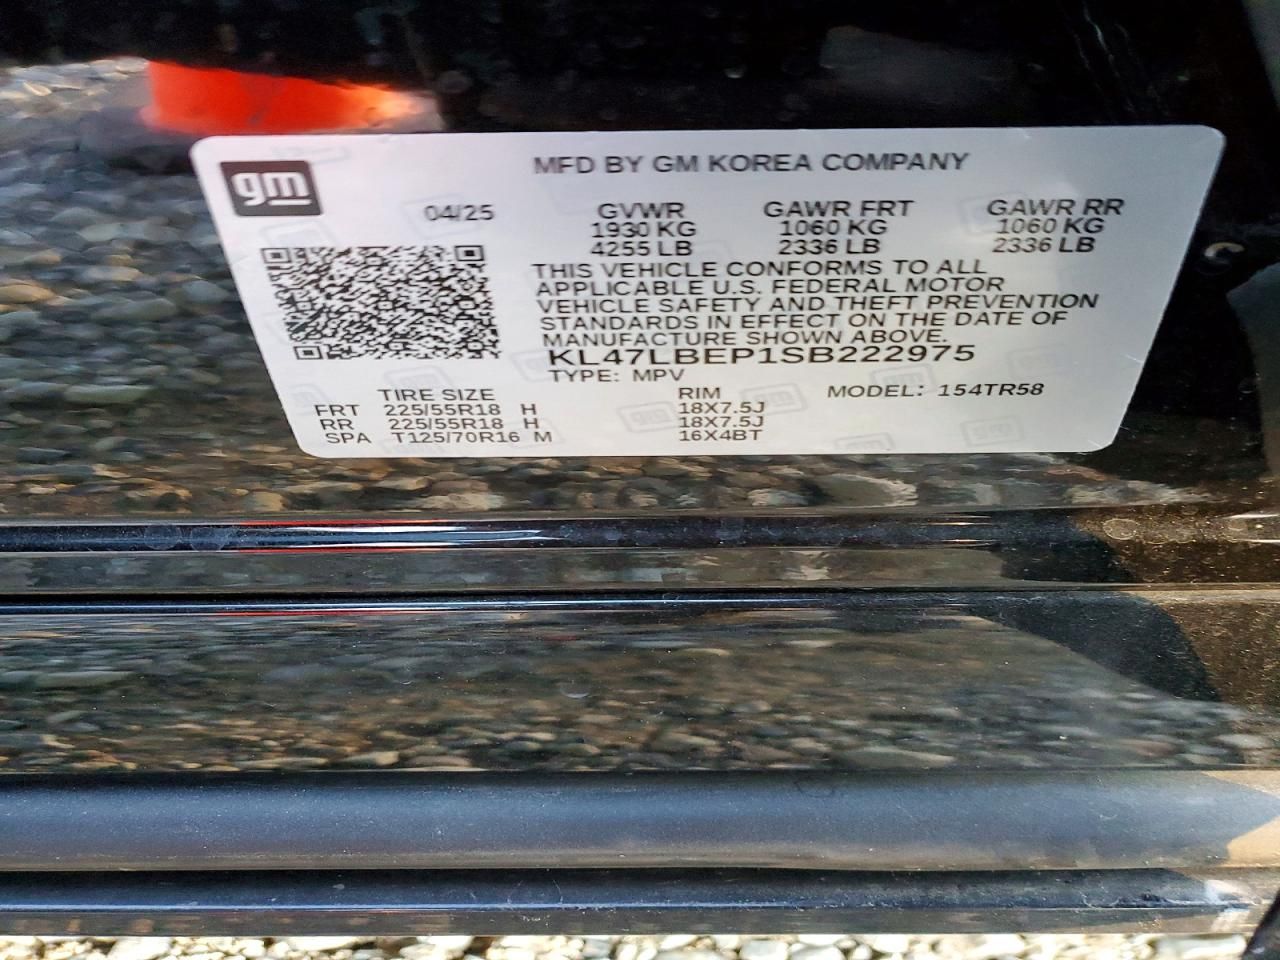 gm
MFD BY GM KOREA COMPANY
04/25 GVWR GAWR FRT GAWR RR
1930 KG 1060 KG 1060 KG
4255 LB 2336 LB 2336 LB
THIS VEHICLE CONFORMS TO ALL
APPLICABLE U.S. FEDERAL MOTOR
VEHICLE SAFETY AND THEFT PREVENTION
STANDARDS IN EFFECT ON THE DATE OF
MANUFACTURE SHOWN ABOVE.
KL47LBEP1SB222975
TYPE: MPV
TIRE SIZE RIM MODEL: 154TR58
FRT 225/55R18 H 18X7.5J
RR 225/55R18 H 18X7.5J
SPA T125/70R16 M 16X4BT